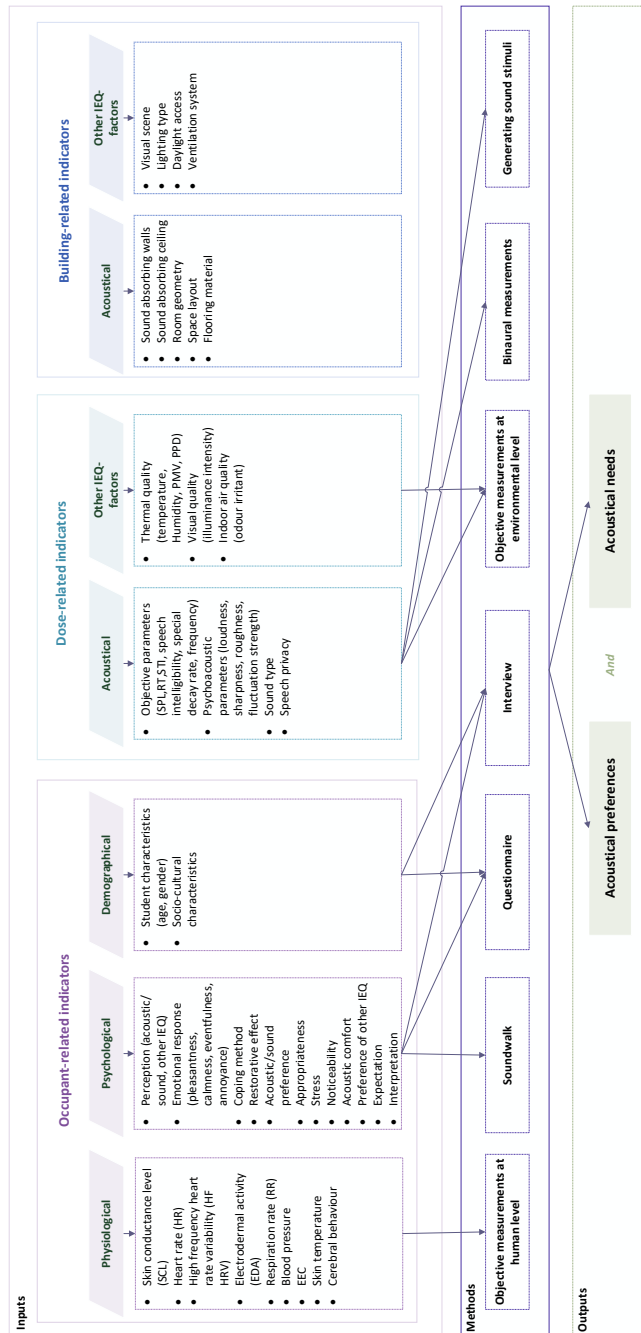 Inputs
Occupant-related indicators
Physiological
• Skin conductance level
(SCL)
• Heart rate (HR)
• High frequency heart
rate variability (HF
HRV)
• Electrodermal activity
(EDA)
• Respiration rate (RR)
• Blood pressure
• EEC
• Skin temperature
• Cerebral behaviour
Psychological
• Perception (acoustic/
sound, other IEQ)
• Emotional response
(pleasantness,
calmness, eventfulness,
annoyance)
• Coping method
• Restorative effect
• Acoustic/sound
preference
• Appropriateness
• Stress
• Noticeability
• Acoustic comfort
• Preference of other IEQ
• Expectation
• Interpretation
Demographical
• Student characteristics
(age, gender)
• Socio-cultural
characteristics
Dose-related indicators
Acoustical
• Objective parameters
(SPL,RT,STI, speech
intelligibility, special
decay rate, frequency)
• Psychoacoustic
parameters (loudness,
sharpness, roughness,
fluctuation strength)
• Sound type
• Speech privacy
Other IEQ-
factors
• Thermal quality
(temperature,
Humidity, PMV, PPD)
• Visual quality
(illuminance intensity)
• Indoor air quality
(odour irritant)
Building-related indicators
Acoustical
• Sound absorbing walls
• Sound absorbing ceiling
• Room geometry
• Space layout
• Flooring material
Other IEQ-
factors
• Visual scene
• Lighting type
• Daylight access
• Ventilation system
Methods
Objective measurements at
human level
Soundwalk
Questionnaire
Interview
Objective measurements at
environmental level
Binaural measurements
Generating sound stimuli
Outputs
Acoustical preferences
And
Acoustical needs